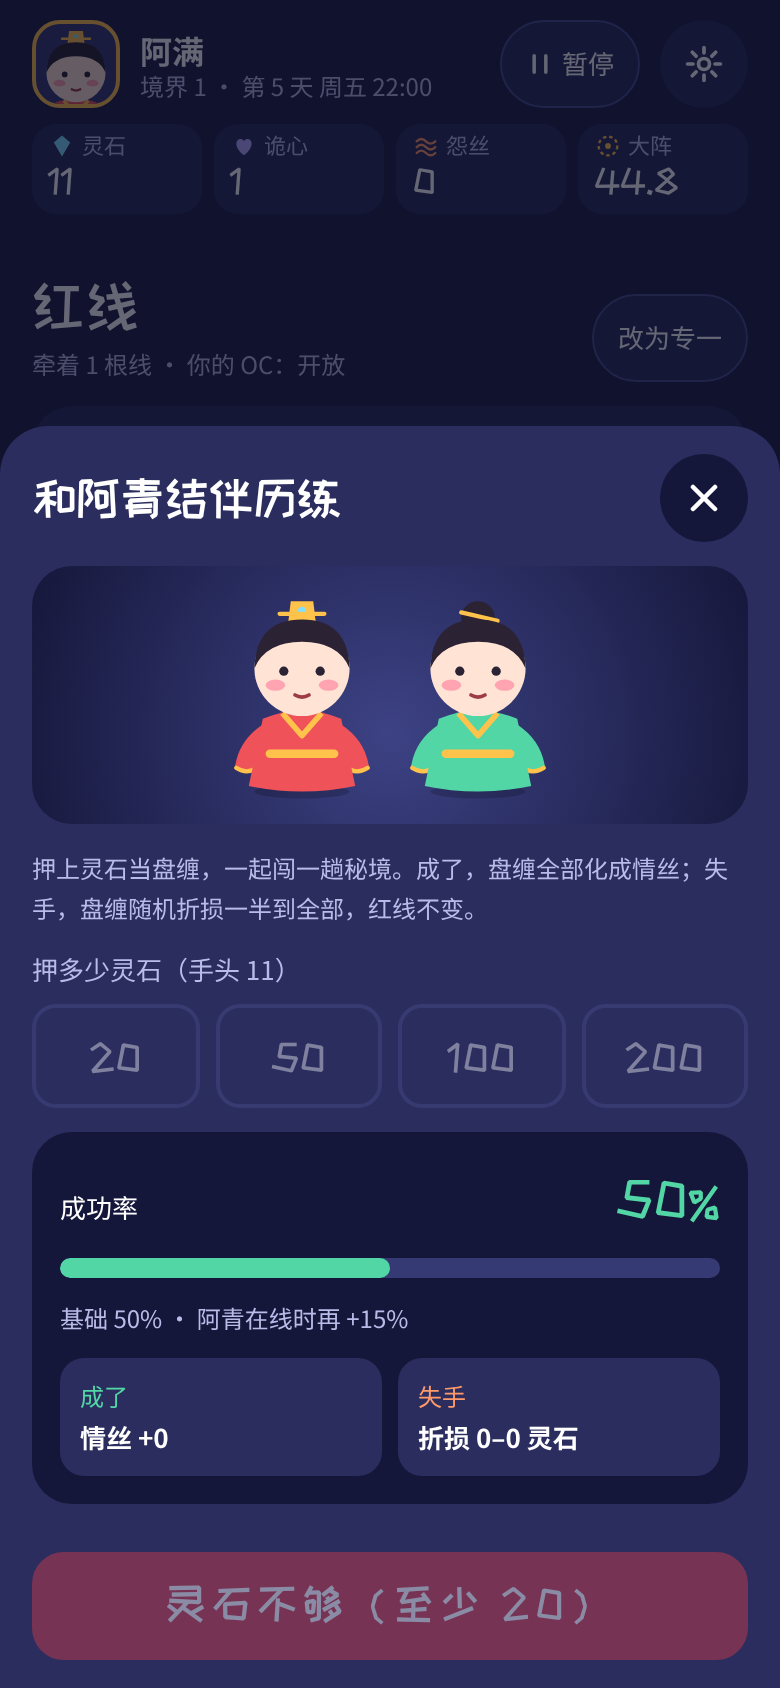 阿满
境界 1 · 第 5 天 周五 22:00
暂停
灵石
11
诡心
1
怨丝
0
大阵
44.8
红线
牵着 1 根线 · 你的 OC：开放
改为专一
和阿青结伴历练
押上灵石当盘缠，一起闯一趟秘境。成了，盘缠全部化成情丝；失
手，盘缠随机折损一半到全部，红线不变。
押多少灵石（手头 11）
20
50
100
200
成功率
50%
基础 50% · 阿青在线时再 +15%
成了
情丝 +0
失手
折损 0–0 灵石
灵石不够（至少 20）